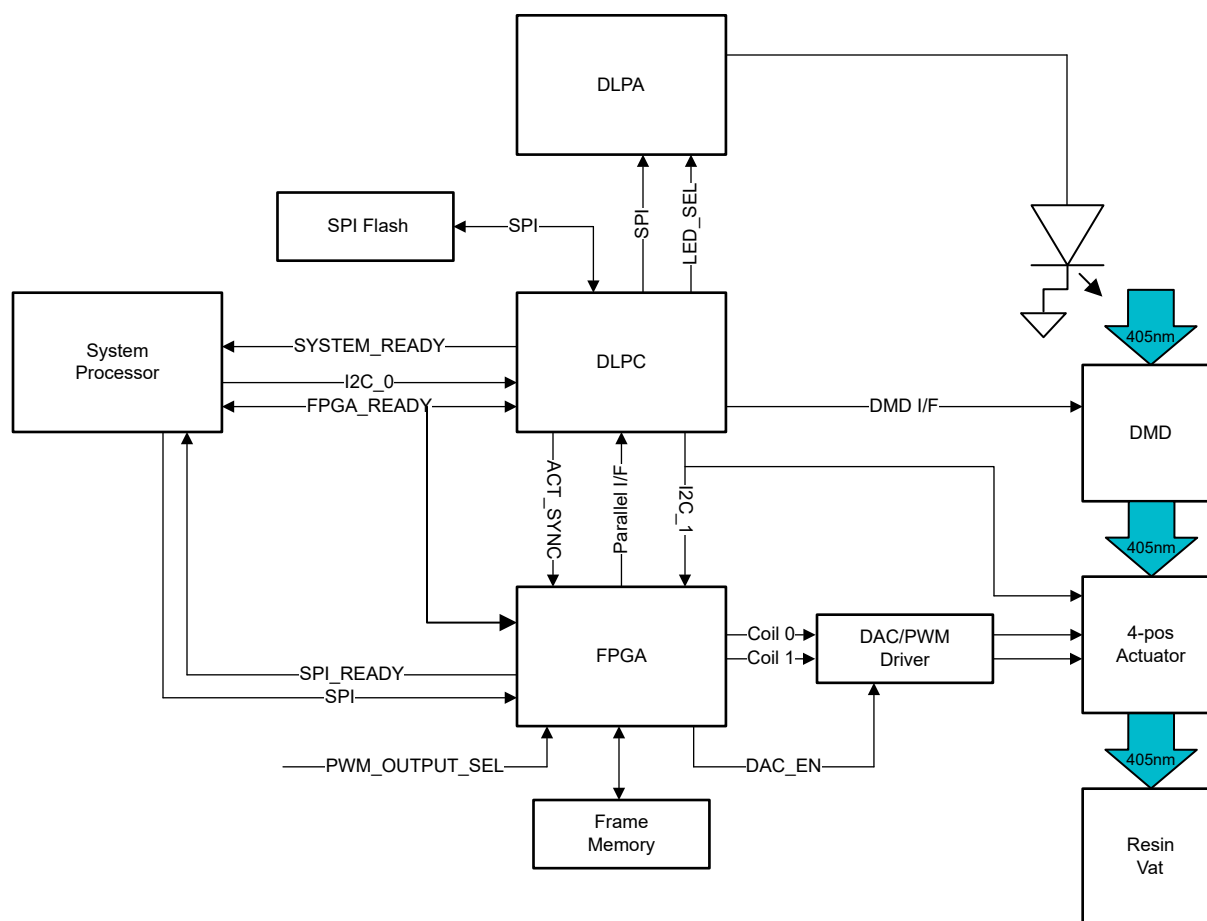 DLPA
SPI Flash
SPI
SPI
LED_SEL
System
Processor
SYSTEM_READY
I2C_0
FPGA_READY
DLPC
DMD I/F
405nm
DMD
ACT_SYNC
Parallel I/F
I2C_1
405nm
FPGA
Coil 0
Coil 1
DAC/PWM
Driver
4-pos
Actuator
SPI_READY
SPI
PWM_OUTPUT_SEL
DAC_EN
405nm
Frame
Memory
Resin
Vat